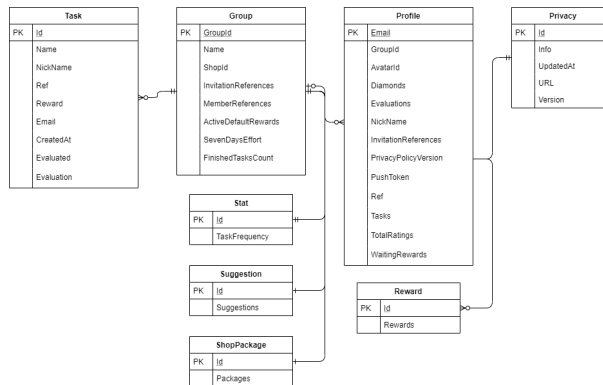 Task
PK Id
Name
NickName
Ref
Reward
Email
CreatedAt
Evaluated
Evaluation
Group
PK GroupId
Name
ShopId
InvitationReferences
MemberReferences
ActiveDefaultRewards
SevenDaysEffort
FinishedTasksCount
Profile
PK Email
GroupId
AvatarId
Diamonds
Evaluations
NickName
InvitationReferences
PrivacyPolicyVersion
PushToken
Ref
Tasks
TotalRatings
WaitingRewards
Privacy
PK Id
Info
UpdatedAt
URL
Version
Stat
PK Id
TaskFrequency
Suggestion
PK Id
Suggestions
ShopPackage
PK Id
Packages
Reward
PK Id
Rewards